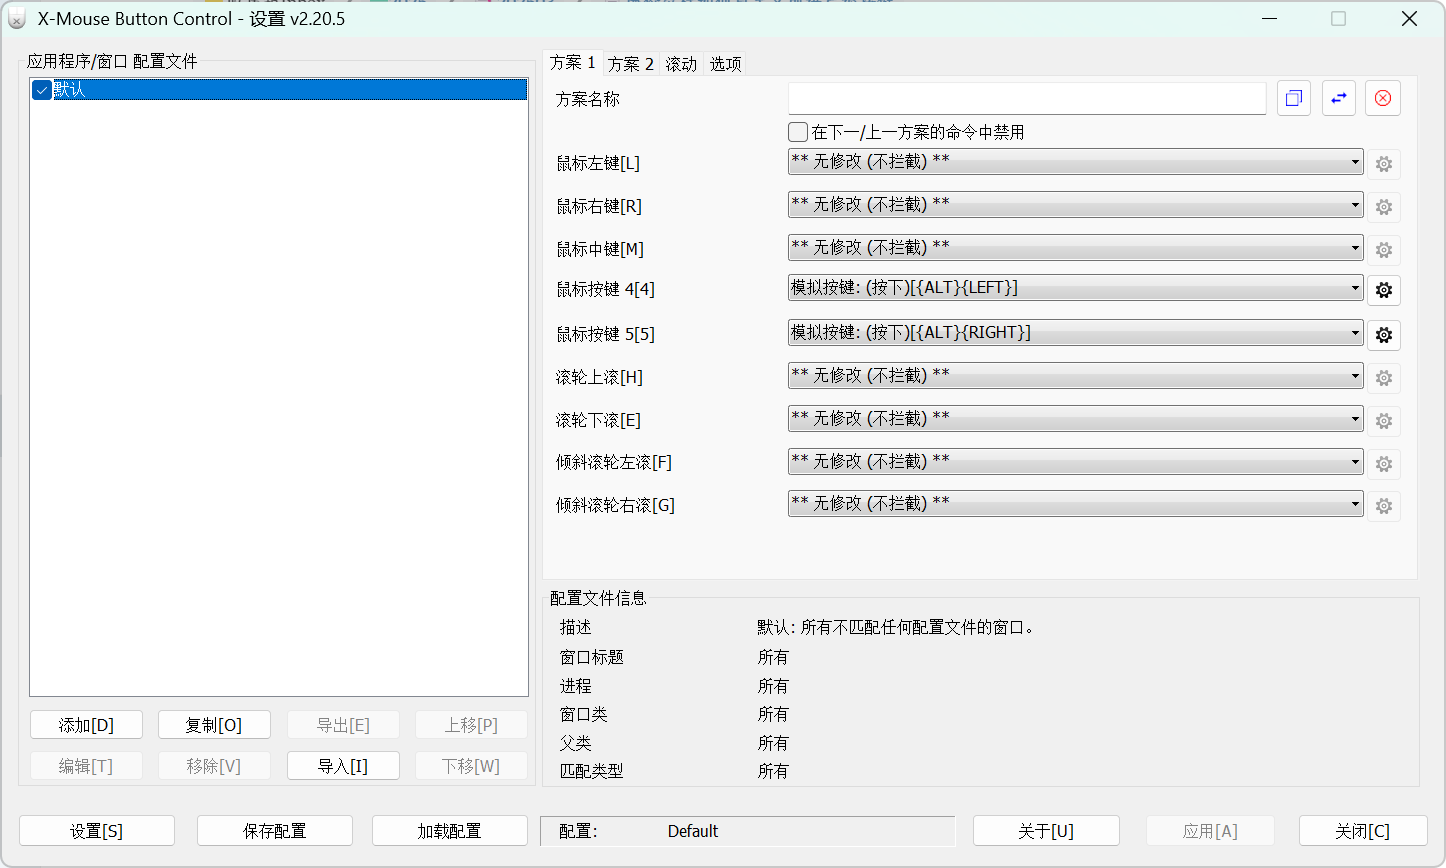 X-Mouse Button Control - 设置 v2.20.5
应用程序/窗口 配置文件
默认
添加[D] 复制[O] 导出[E] 上移[P]
编辑[T] 移除[V] 导入[I] 下移[W]
方案 1 方案 2 滚动 选项
方案名称
在下一/上一方案的命令中禁用
鼠标左键[L] ** 无修改 (不拦截) **
鼠标右键[R] ** 无修改 (不拦截) **
鼠标中键[M] ** 无修改 (不拦截) **
鼠标按键 4[4] 模拟按键: (按下)[{ALT}{LEFT}]
鼠标按键 5[5] 模拟按键: (按下)[{ALT}{RIGHT}]
滚轮上滚[H] ** 无修改 (不拦截) **
滚轮下滚[E] ** 无修改 (不拦截) **
倾斜滚轮左滚[F] ** 无修改 (不拦截) **
倾斜滚轮右滚[G] ** 无修改 (不拦截) **
配置文件信息
描述 默认: 所有不匹配任何配置文件的窗口。
窗口标题 所有
进程 所有
窗口类 所有
父类 所有
匹配类型 所有
设置[S] 保存配置 加载配置 配置: Default 关于[U] 应用[A] 关闭[C]